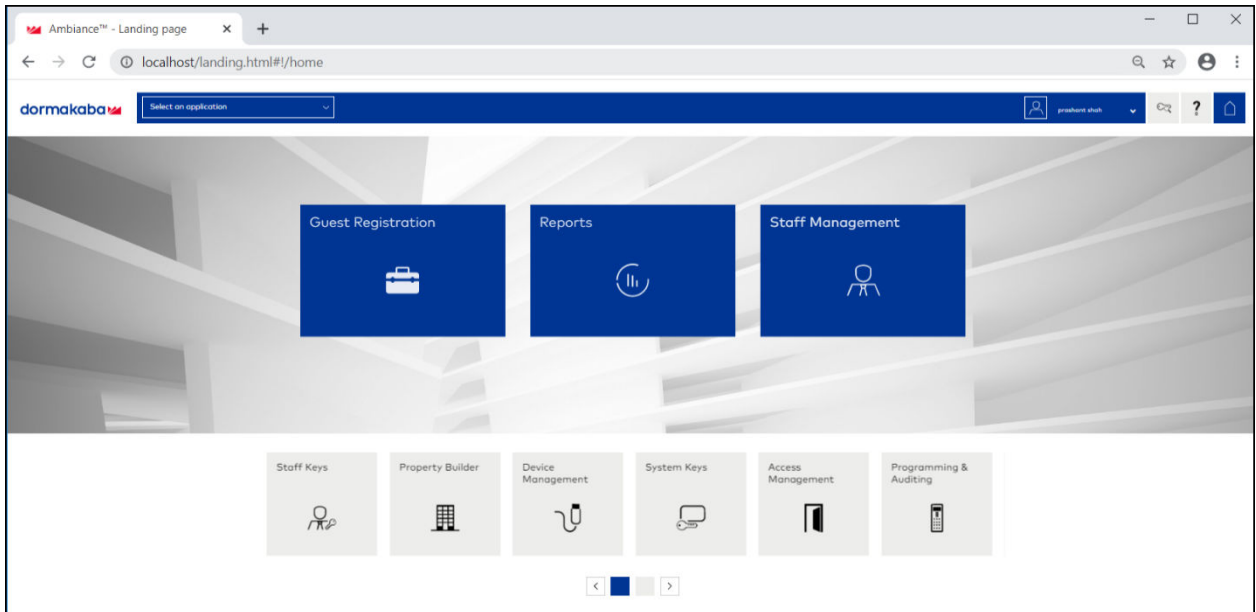 Ambiance™ - Landing page
localhost/landing.html#!/home
dormakaba
Select an application
prashant shah
?
Guest Registration
Reports
Staff Management
Staff Keys
Property Builder
Device
Management
System Keys
Access
Management
Programming &
Auditing